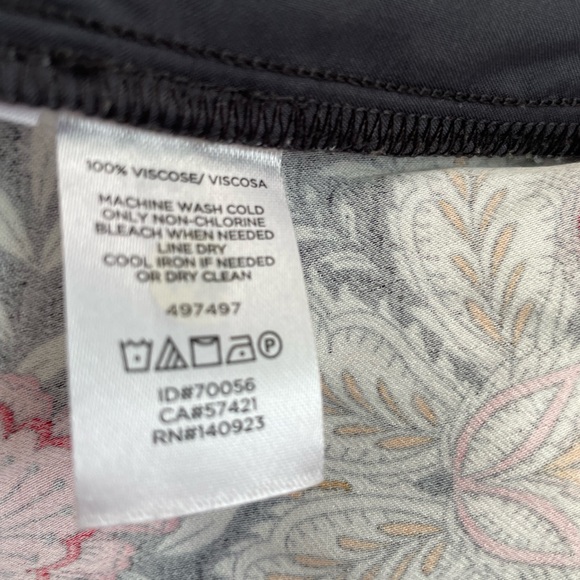 100% VISCOSE/ VISCOSA
MACHINE WASH COLD
ONLY NON-CHLORINE
BLEACH WHEN NEEDED
LINE DRY
COOL IRON IF NEEDED
OR DRY CLEAN
497497
P
ID#70056
CA#57421
RN#140923